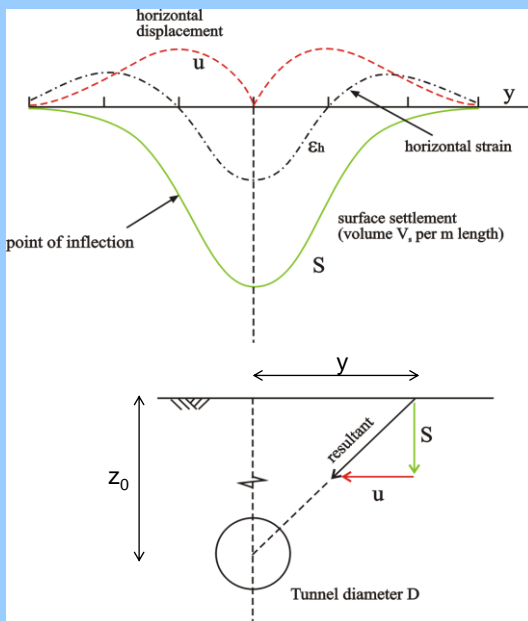 horizontal
displacement
u
y
εh
horizontal strain
point of inflection
surface settlement
(volume Vs per m length)
S
y
resultant
S
z0
u
Tunnel diameter D